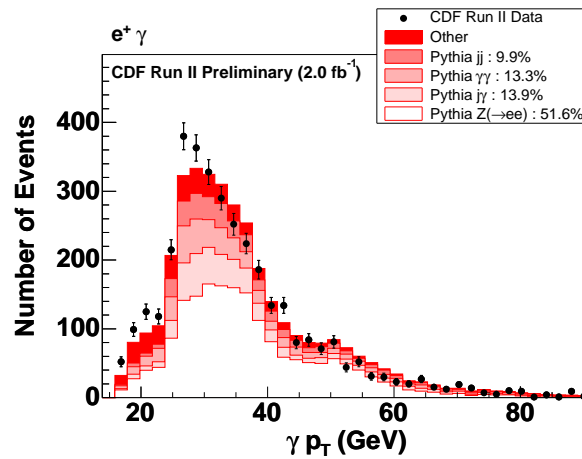 e⁺ γ
CDF Run II Data
Other
Pythia jj : 9.9%
Pythia γγ : 13.3%
Pythia jγ : 13.9%
Pythia Z(→ee) : 51.6%
CDF Run II Preliminary (2.0 fb⁻¹)
Number of Events
400
300
200
100
0
20
40
60
80
γ p_T (GeV)